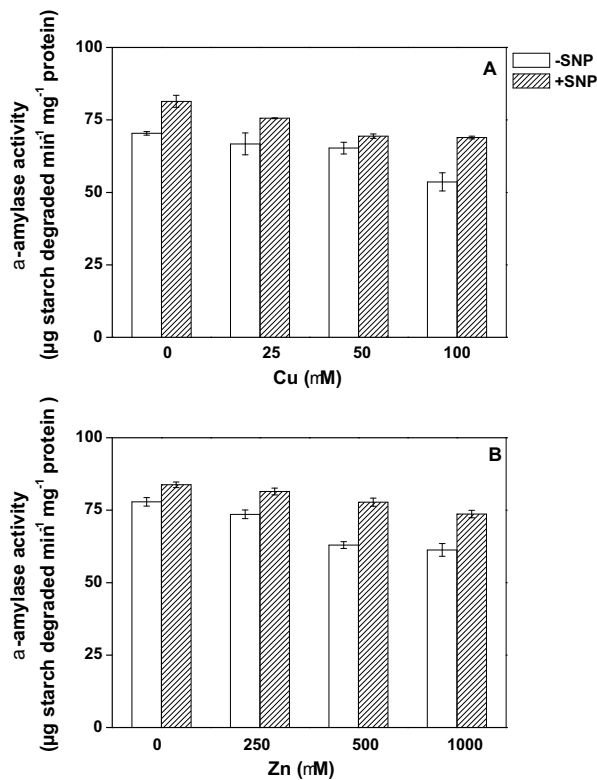 A
-SNP
+SNP
α-amylase activity
(µg starch degraded min⁻¹ mg⁻¹ protein)
100
75
50
25
0
0 25 50 100
Cu (mM)
B
α-amylase activity
(µg starch degraded min⁻¹ mg⁻¹ protein )
100
75
50
25
0
0 250 500 1000
Zn (mM)